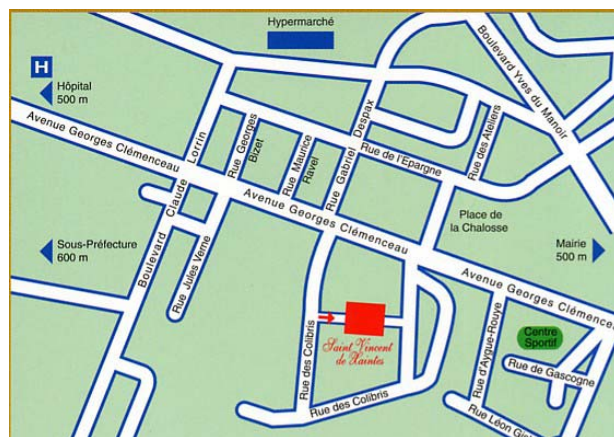 Hypermarché
H
Hôpital
500 m
Boulevard Yves du Manoir
Avenue Georges Clémenceau
Boulevard Claude Lorrin
Rue Georges
Bizet
Rue Maurice
Ravel
Rue Gabriel Despax
Rue de l'Epargne
Rue des Ateliers
Avenue Georges Clémenceau
Place de
la Chalosse
Sous-Préfecture
600 m
Mairie
500 m
Rue Jules Verne
Avenue Georges Clémenc
Rue des Colibris
Saint Vincent
de Xaintes
Rue d'Aygue-Rouye
Centre
Sportif
Rue de Gascogne
Rue des Colibris
Rue Léon